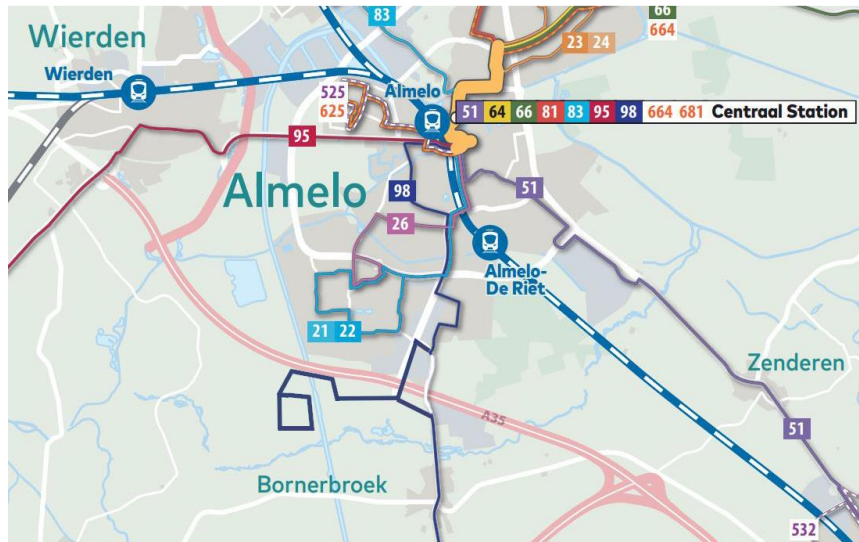 83
66
664
Wierden
23 24
Wierden
525
625
Almelo
51 64 66 81 83 95 98 664 681 Centraal Station
95
Almelo
98
51
26
Almelo-
De Riet
21 22
Zenderen
A35
51
Bornerbroek
532